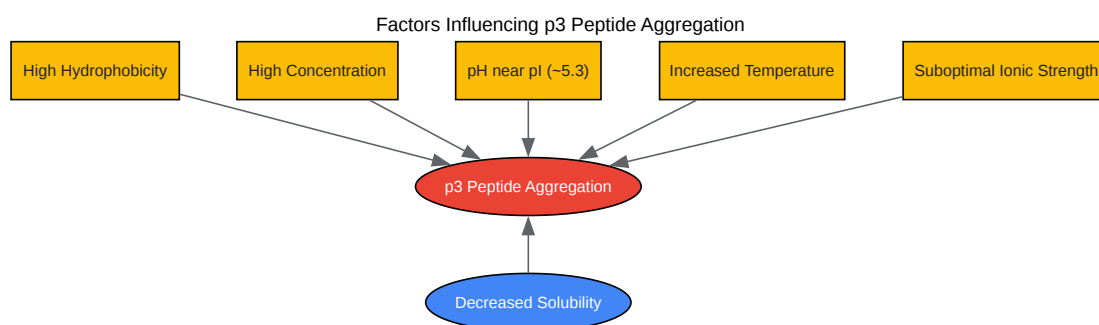 Factors Influencing p3 Peptide Aggregation
High Hydrophobicity
High Concentration
pH near pI (~5.3)
Increased Temperature
Suboptimal Ionic Strength
p3 Peptide Aggregation
Decreased Solubility